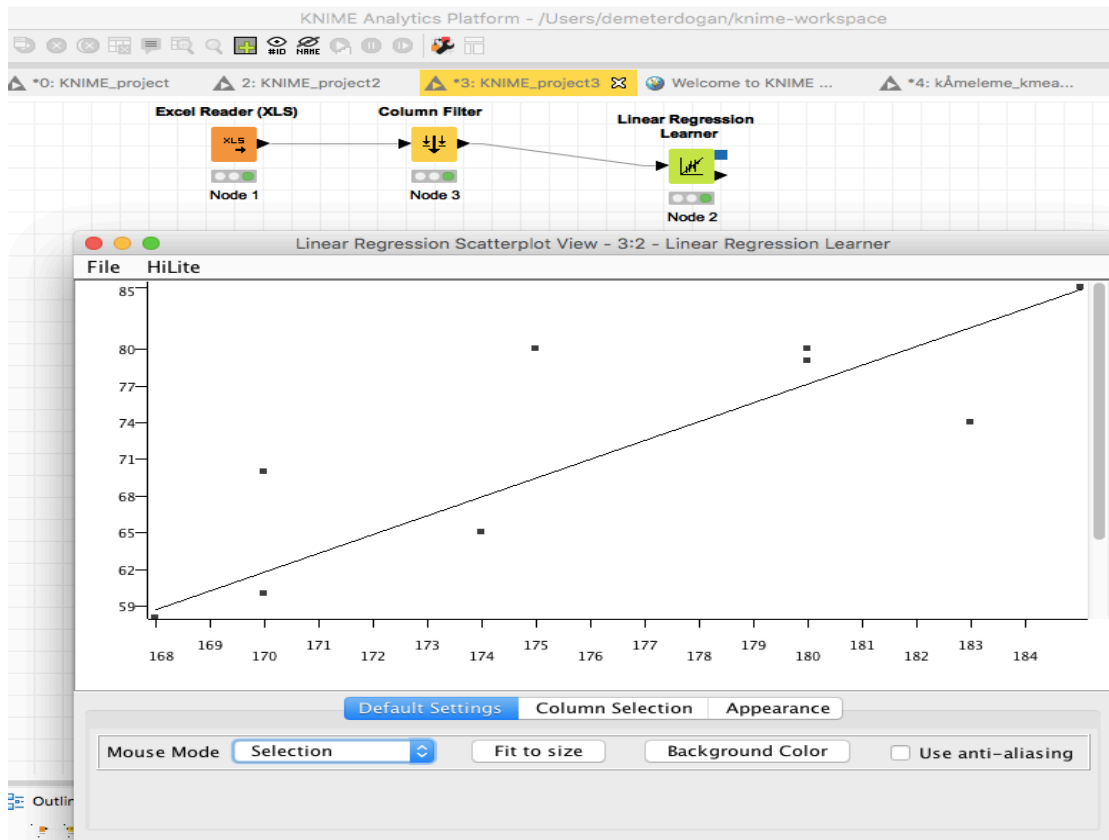 KNIME Analytics Platform - /Users/demeterdogan/knime-workspace
#ID NAME
*0: KNIME_project 2: KNIME_project2 *3: KNIME_project3 Welcome to KNIME ... *4: kÅmeleme_kmea...
Excel Reader (XLS) Column Filter Linear Regression
Learner
XLS
Node 1 Node 3 Node 2
Linear Regression Scatterplot View - 3:2 - Linear Regression Learner
File HiLite
85
80
77
74
71
68
65
62
59
168 169 170 171 172 173 174 175 176 177 178 179 180 181 182 183 184
Default Settings Column Selection Appearance
Mouse Mode Selection Fit to size Background Color Use anti-aliasing
Outlin